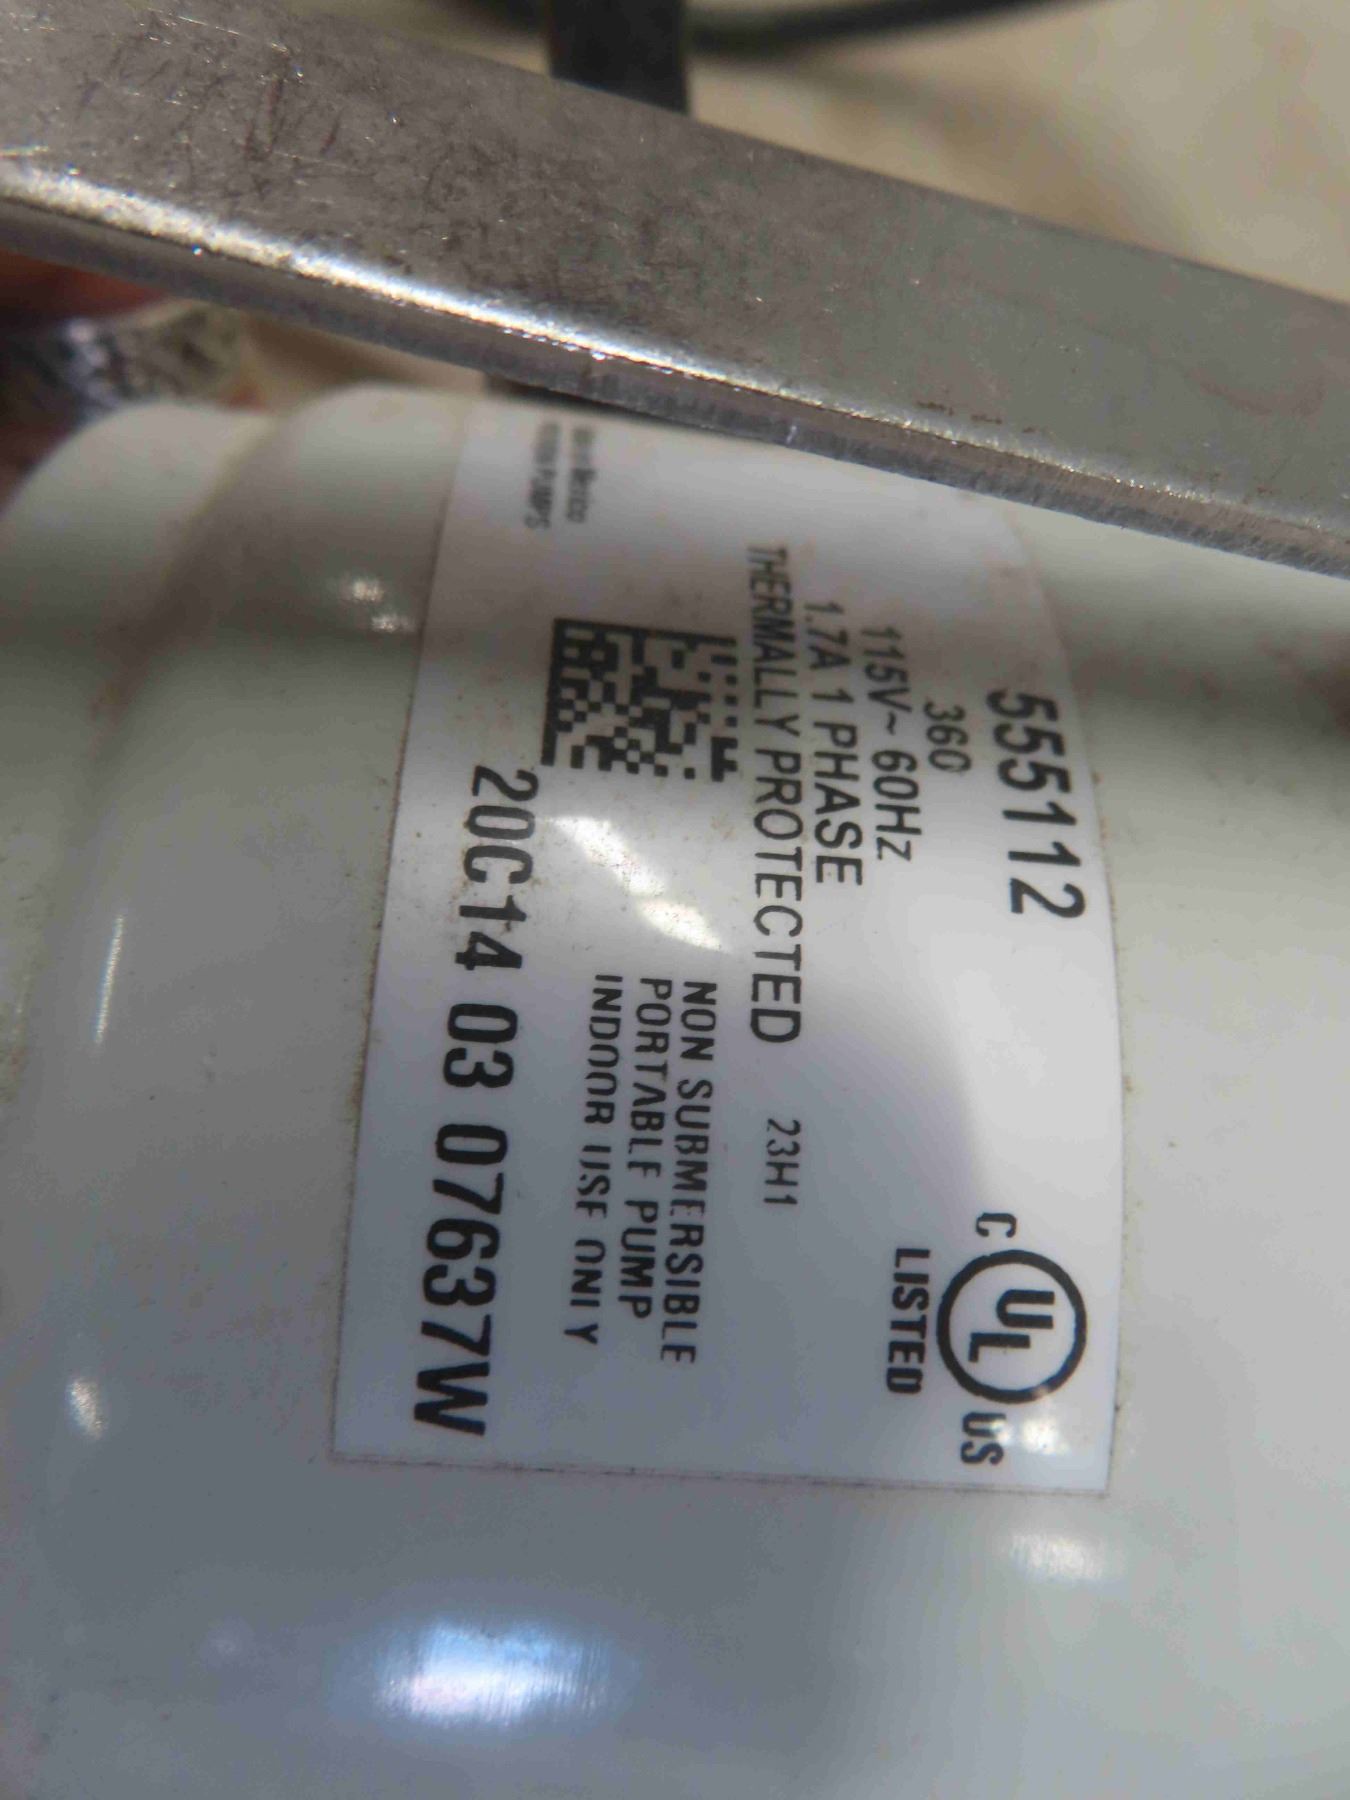 555112
360
115V~ 60Hz
1.7A 1 PHASE
THERMALLY PROTECTED 23H1
C UL US
LISTED
NON SUBMERSIBLE
PORTABLE PUMP
INDOOR USE ONLY
20C14 03 07637W
PUMPS